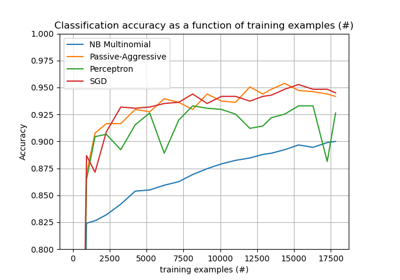 Classification accuracy as a function of training examples (#)
1.000
0.975
0.950
0.925
0.900
0.875
0.850
0.825
0.800
Accuracy
NB Multinomial
Passive-Aggressive
Perceptron
SGD
0 2500 5000 7500 10000 12500 15000 17500
training examples (#)